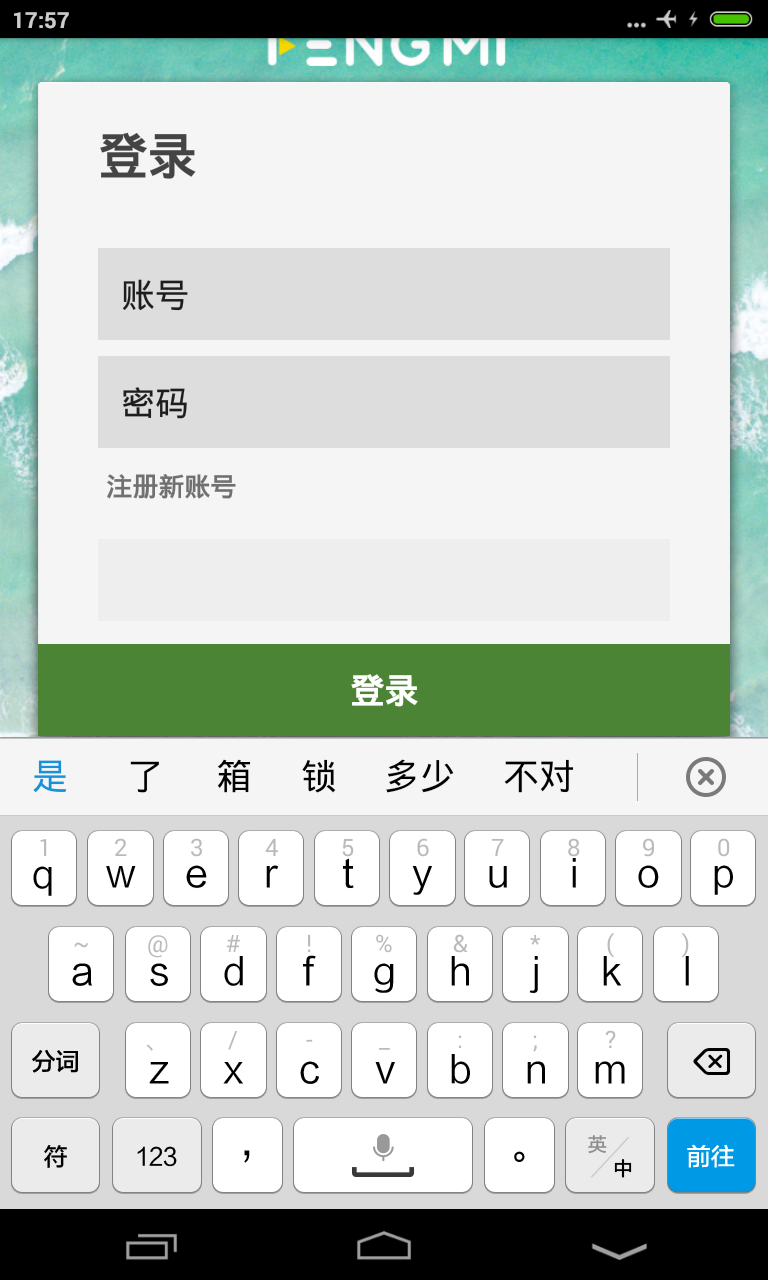 17:57
FENGMI
登录
账号
密码
注册新账号
登录
是 了 箱 锁 多少 不对
1 2 3 4 5 6 7 8 9 0
q w e r t y u i o p
~ @ # ! % & * ( )
a s d f g h j k l
、 / - _ : ; ?
分词 z x c v b n m
符 123 ， 。 英/中 前往